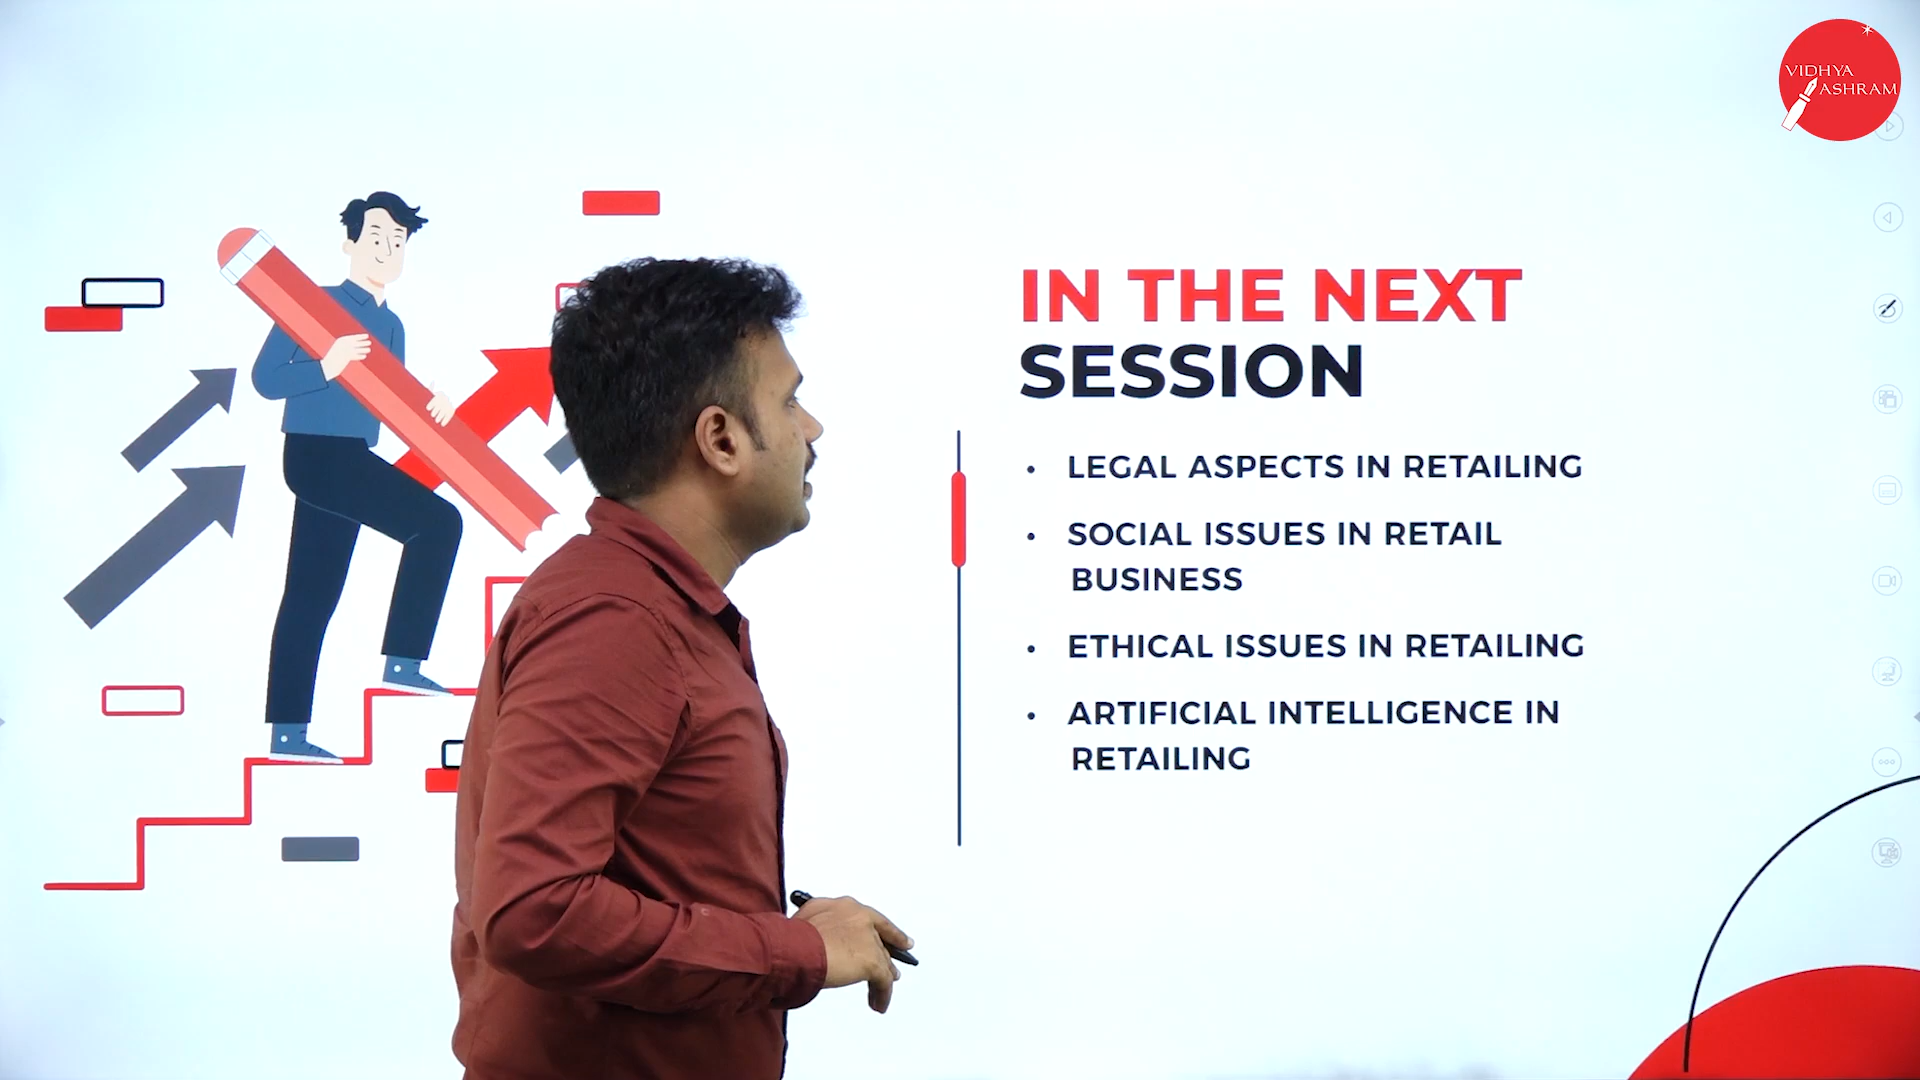 VIDHYA
ASHRAM
IN THE NEXT
SESSION
• LEGAL ASPECTS IN RETAILING
• SOCIAL ISSUES IN RETAIL
BUSINESS
• ETHICAL ISSUES IN RETAILING
• ARTIFICIAL INTELLIGENCE IN
RETAILING